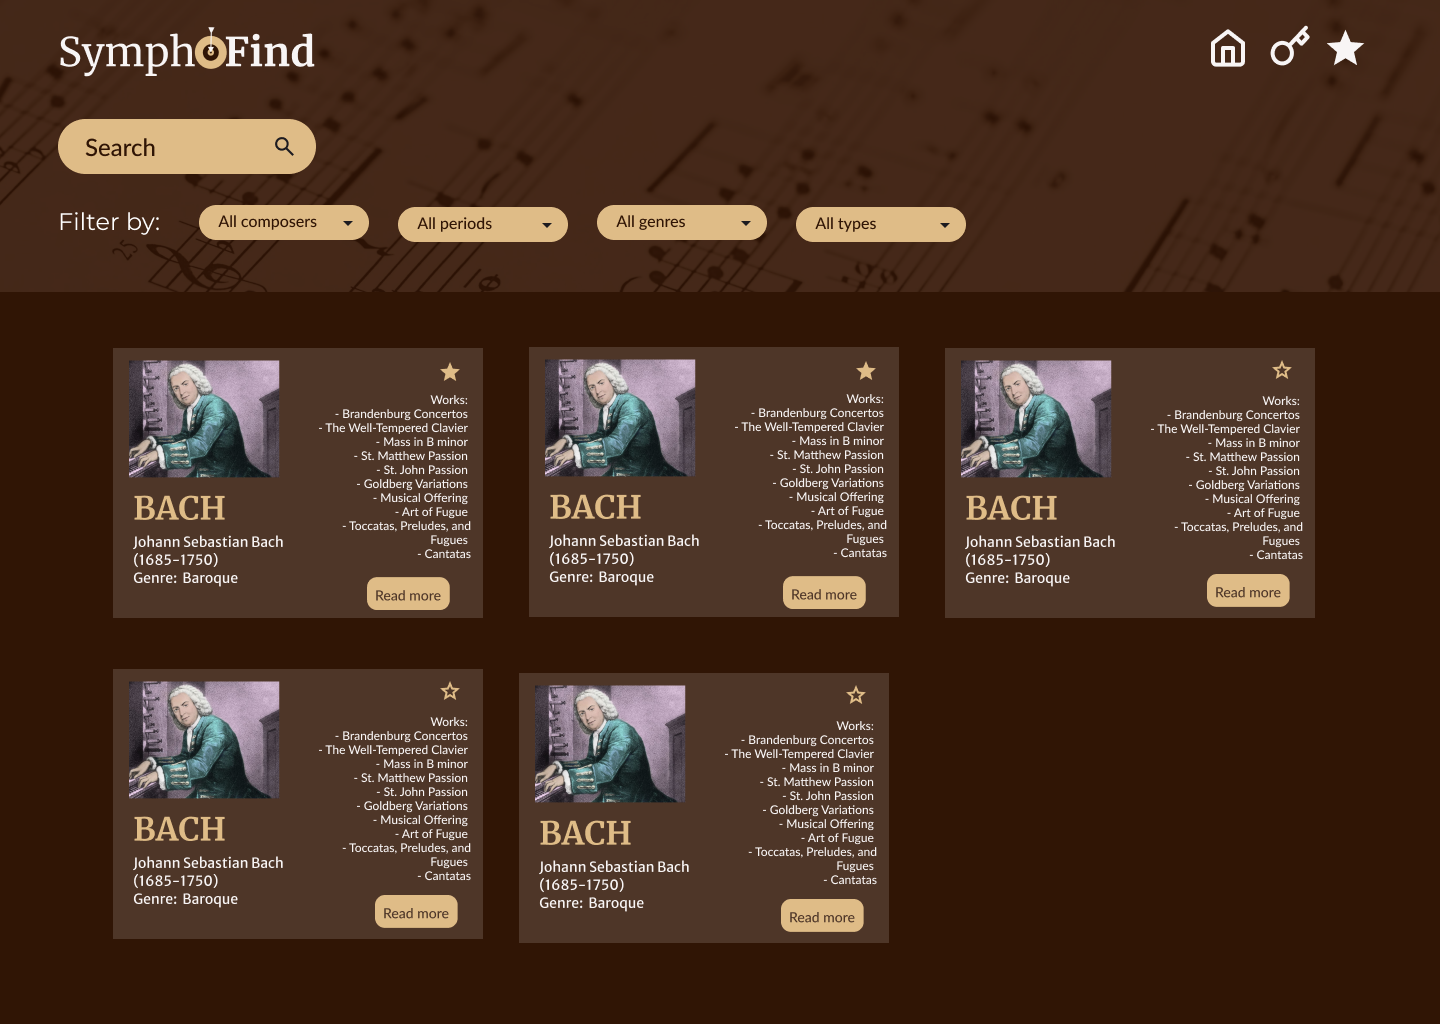 SymphoFind
Search
Filter by:
All composers
All periods
All genres
All types
BACH
Johann Sebastian Bach
(1685-1750)
Genre: Baroque
Works:
- Brandenburg Concertos
- The Well-Tempered Clavier
- Mass in B minor
- St. Matthew Passion
- St. John Passion
- Goldberg Variations
- Musical Offering
- Art of Fugue
- Toccatas, Preludes, and
Fugues
- Cantatas
Read more
BACH
Johann Sebastian Bach
(1685-1750)
Genre: Baroque
Works:
- Brandenburg Concertos
- The Well-Tempered Clavier
- Mass in B minor
- St. Matthew Passion
- St. John Passion
- Goldberg Variations
- Musical Offering
- Art of Fugue
- Toccatas, Preludes, and
Fugues
- Cantatas
Read more
BACH
Johann Sebastian Bach
(1685-1750)
Genre: Baroque
Works:
- Brandenburg Concertos
- The Well-Tempered Clavier
- Mass in B minor
- St. Matthew Passion
- St. John Passion
- Goldberg Variations
- Musical Offering
- Art of Fugue
- Toccatas, Preludes, and
Fugues
- Cantatas
Read more
BACH
Johann Sebastian Bach
(1685-1750)
Genre: Baroque
Works:
- Brandenburg Concertos
- The Well-Tempered Clavier
- Mass in B minor
- St. Matthew Passion
- St. John Passion
- Goldberg Variations
- Musical Offering
- Art of Fugue
- Toccatas, Preludes, and
Fugues
- Cantatas
Read more
BACH
Johann Sebastian Bach
(1685-1750)
Genre: Baroque
Works:
- Brandenburg Concertos
- The Well-Tempered Clavier
- Mass in B minor
- St. Matthew Passion
- St. John Passion
- Goldberg Variations
- Musical Offering
- Art of Fugue
- Toccatas, Preludes, and
Fugues
- Cantatas
Read more